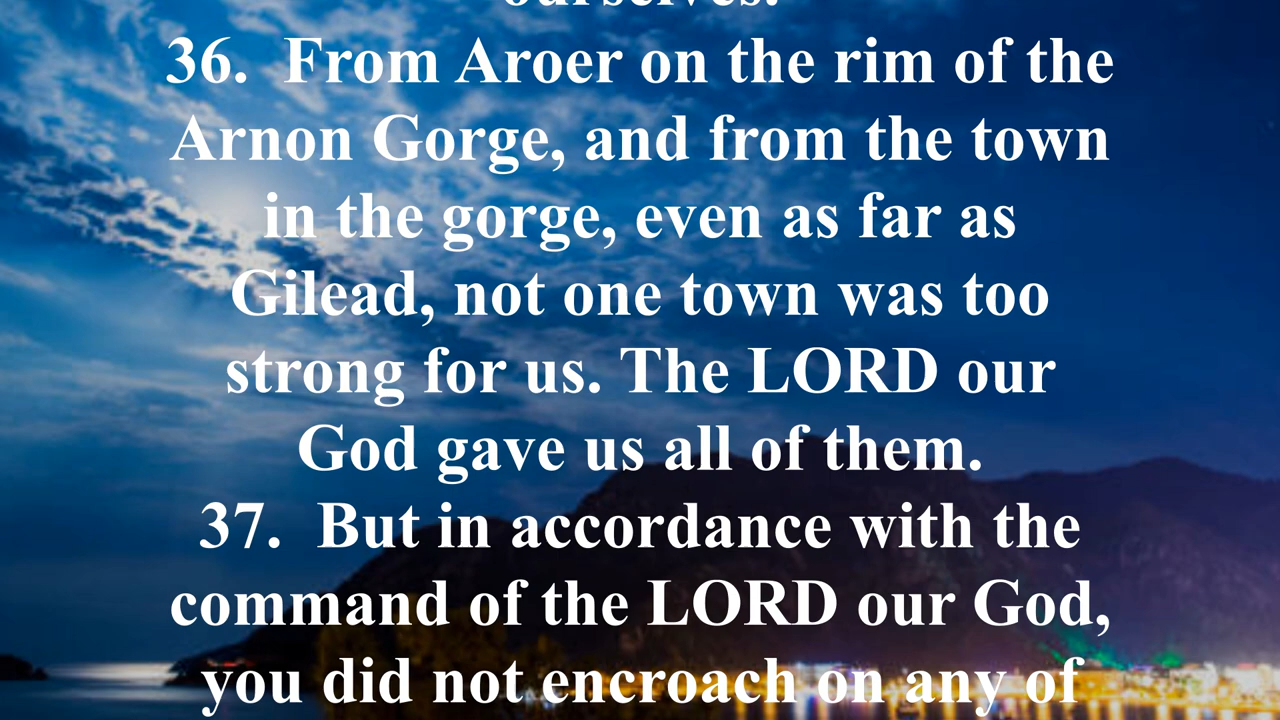 ourselves.
36. From Aroer on the rim of the
Arnon Gorge, and from the town
in the gorge, even as far as
Gilead, not one town was too
strong for us. The LORD our
God gave us all of them.
37. But in accordance with the
command of the LORD our God,
you did not encroach on any of